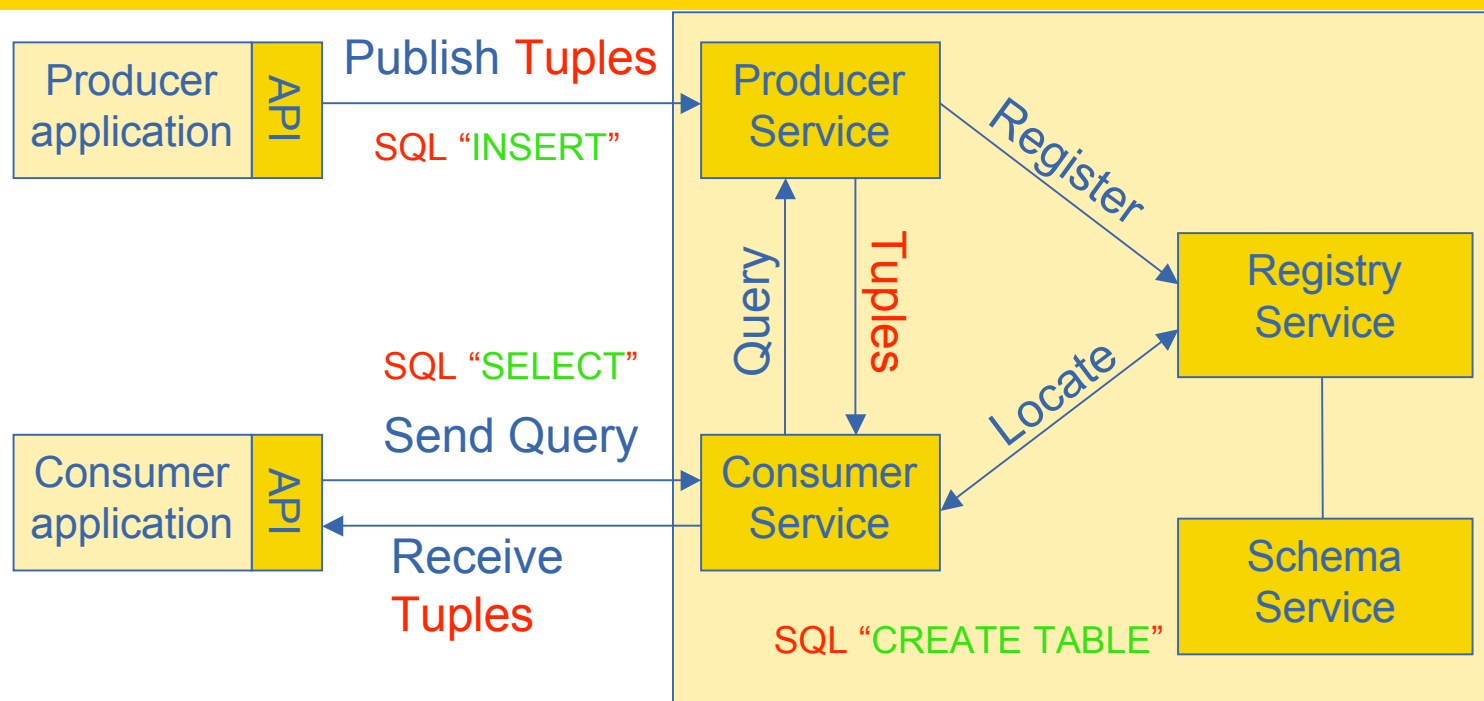 Producer
application
API
Publish Tuples
SQL “INSERT”
Producer
Service
Register
Query
Tuples
Registry
Service
Locate
SQL “SELECT”
Send Query
Consumer
application
API
Receive
Tuples
Consumer
Service
Schema
Service
SQL “CREATE TABLE”